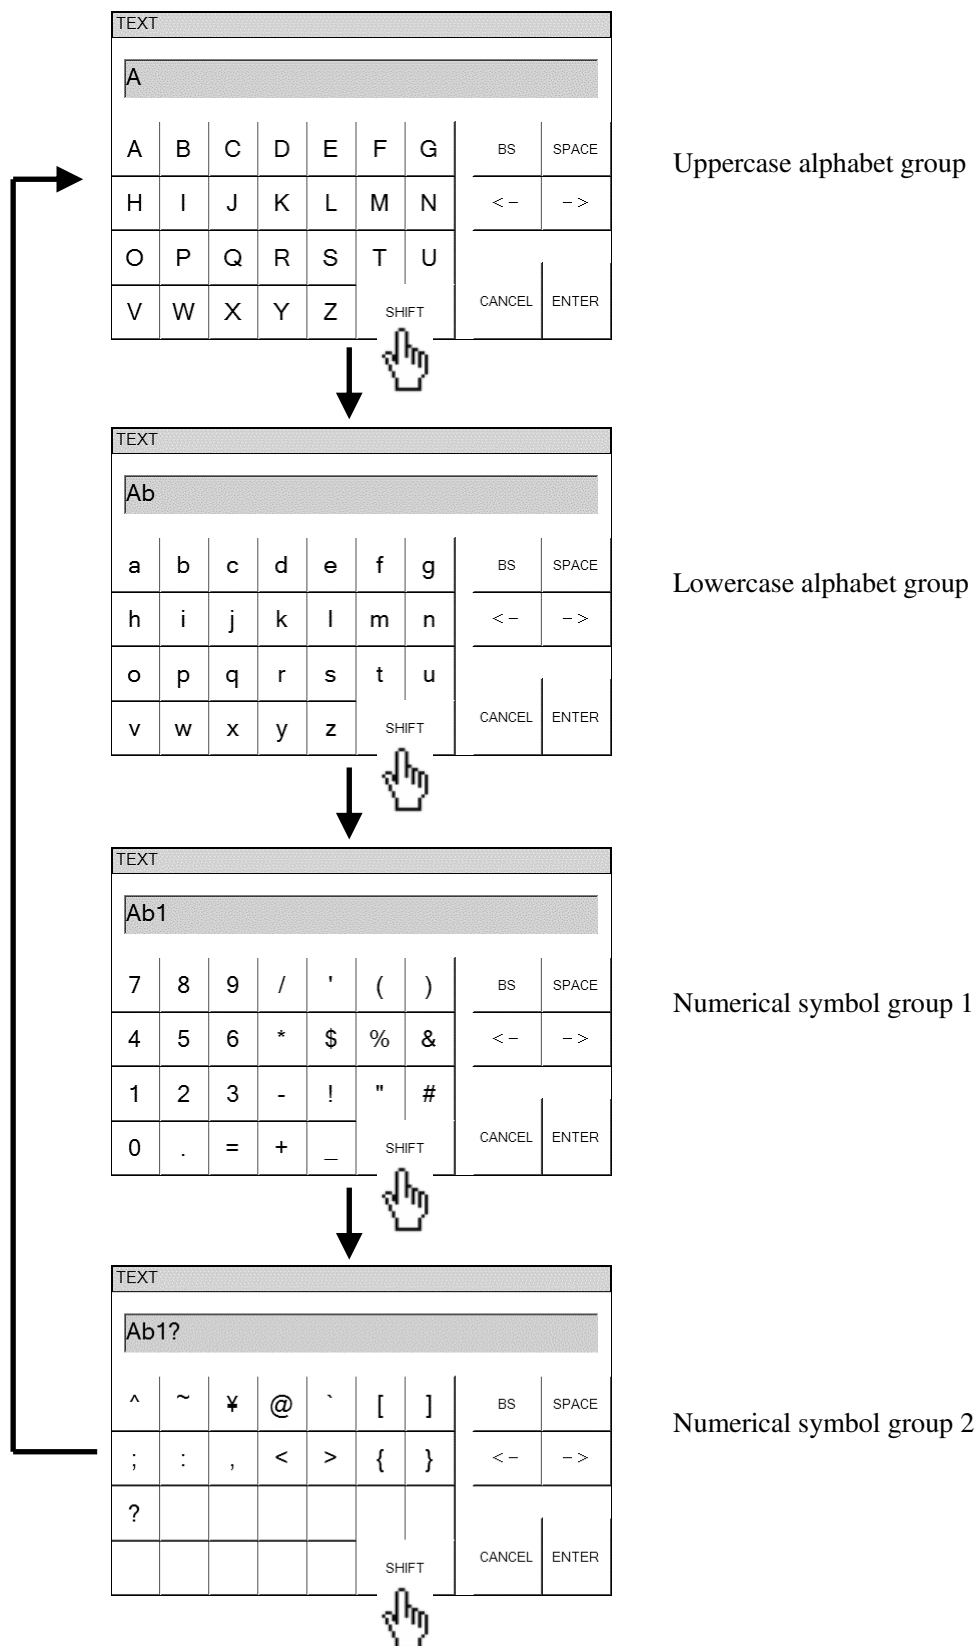 TEXT
A
A B C D E F G BS SPACE
Uppercase alphabet group
H I J K L M N <- ->
O P Q R S T U
V W X Y Z SHIFT CANCEL ENTER
TEXT
Ab
a b c d e f g BS SPACE
Lowercase alphabet group
h i j k l m n <- ->
o p q r s t u
v w x y z SHIFT CANCEL ENTER
TEXT
Ab1
7 8 9 / ' ( ) BS SPACE
Numerical symbol group 1
4 5 6 * $ % & <- ->
1 2 3 - ! " #
0 . = + _ SHIFT CANCEL ENTER
TEXT
Ab1?
^ ~ ¥ @ ` [ ] BS SPACE
Numerical symbol group 2
; : , < > { } <- ->
?
SHIFT CANCEL ENTER